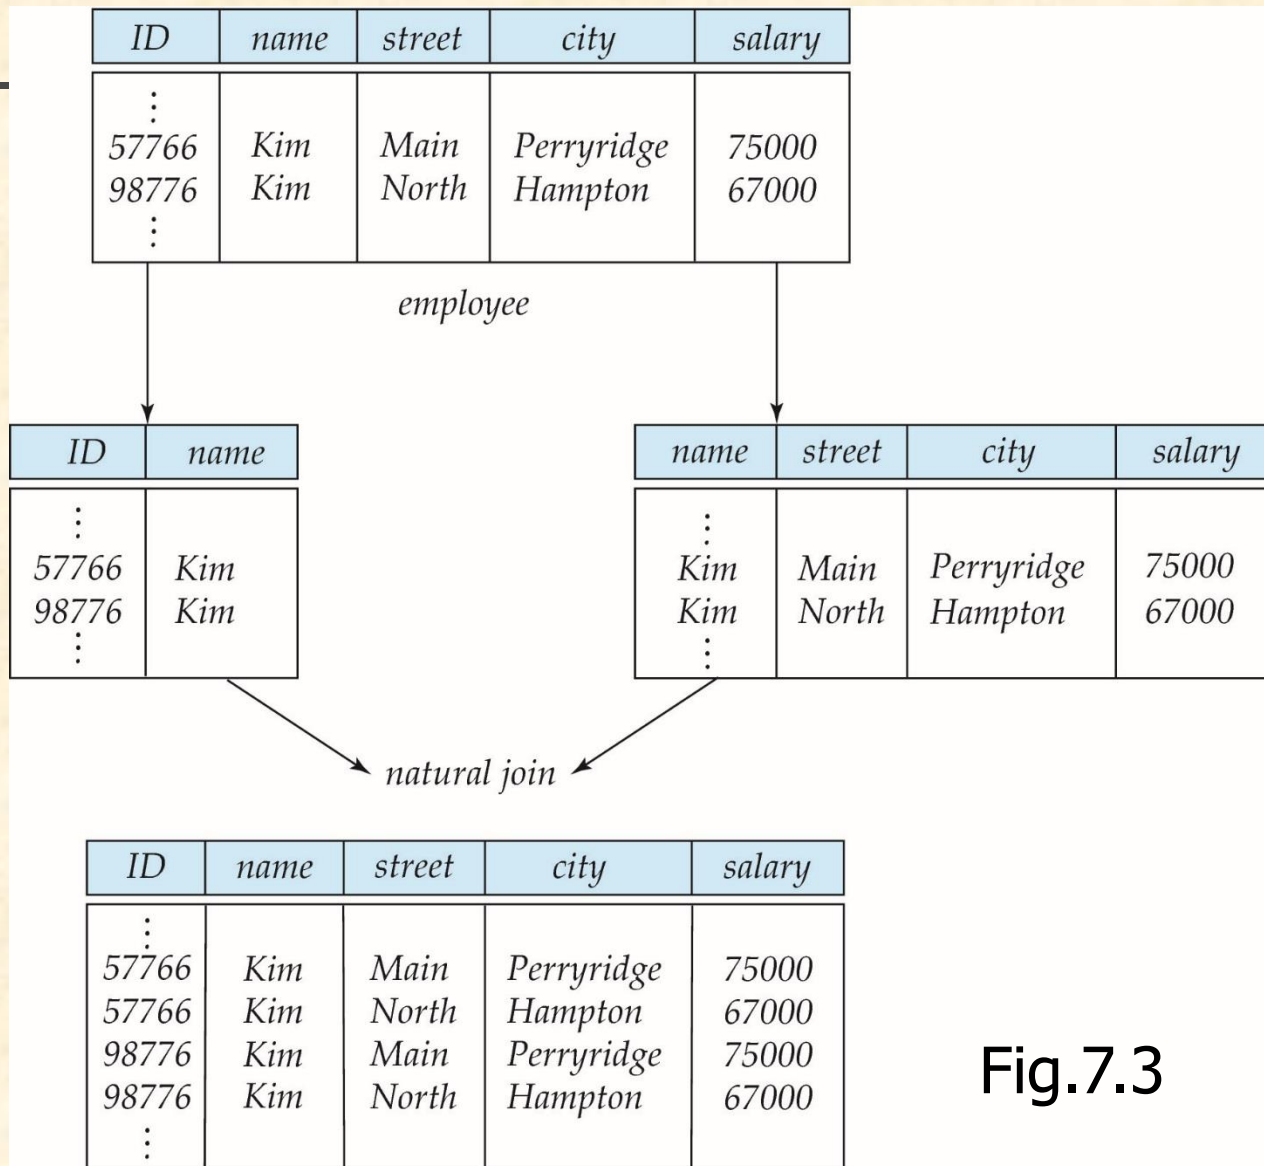 ID name street city salary
⋮
57766 Kim Main Perryridge 75000
98776 Kim North Hampton 67000
⋮
employee
ID name
⋮
57766 Kim
98776 Kim
⋮
name street city salary
⋮
Kim Main Perryridge 75000
Kim North Hampton 67000
⋮
natural join
ID name street city salary
⋮
57766 Kim Main Perryridge 75000
57766 Kim North Hampton 67000
98776 Kim Main Perryridge 75000
98776 Kim North Hampton 67000
⋮
Fig.7.3